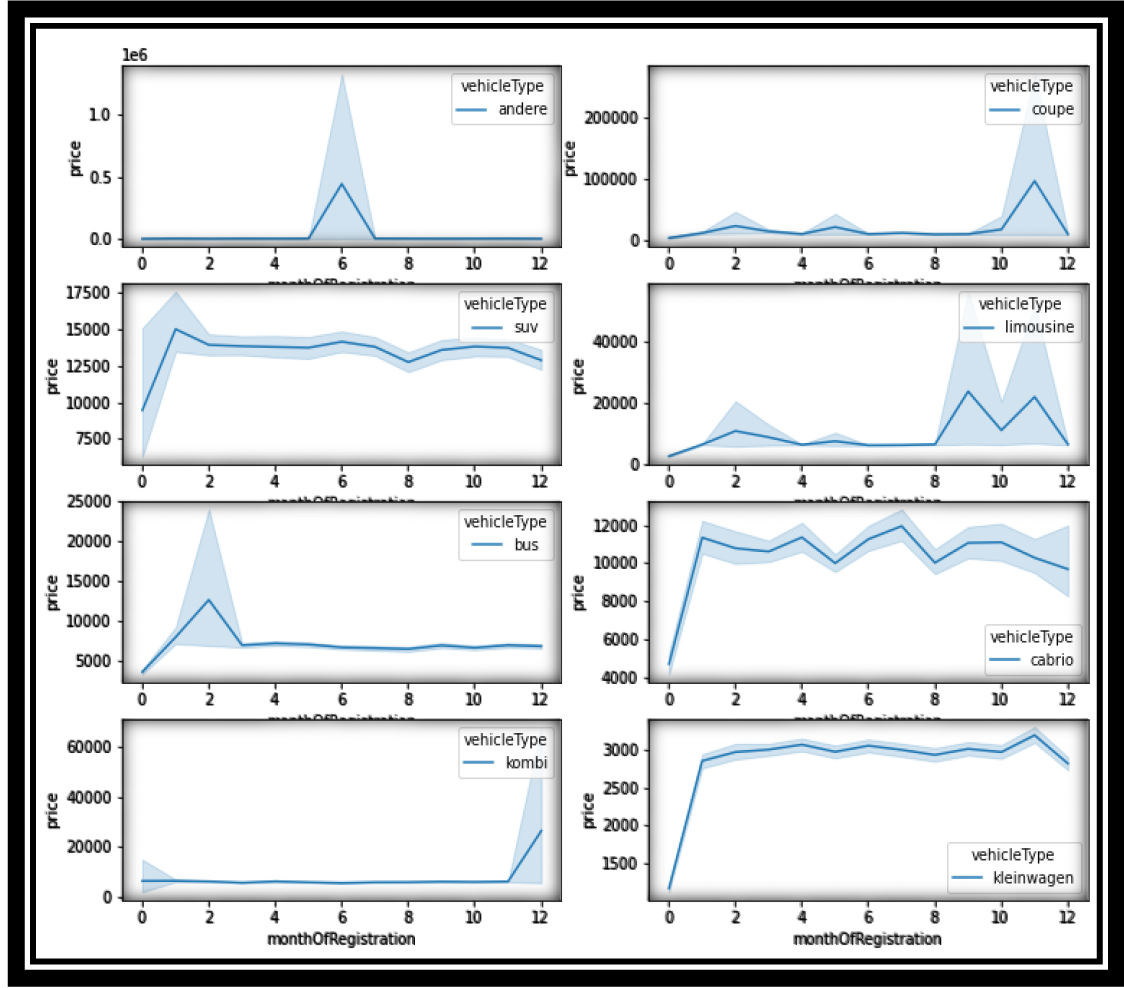 1e6
vehicleType
andere
price
1.0
0.5
0.0
0 2 4 6 8 10 12
vehicleType
coupe
price
200000
100000
0
0 2 4 6 8 10 12
monthOfRegistration
vehicleType
suv
price
17500
15000
12500
10000
7500
0 2 4 6 8 10 12
monthOfRegistration
vehicleType
limousine
price
40000
20000
0
0 2 4 6 8 10 12
monthOfRegistration
vehicleType
bus
price
25000
20000
15000
10000
5000
0 2 4 6 8 10 12
monthOfRegistration
vehicleType
cabrio
price
12000
10000
8000
6000
4000
0 2 4 6 8 10 12
monthOfRegistration
vehicleType
kombi
price
60000
40000
20000
0
0 2 4 6 8 10 12
monthOfRegistration
vehicleType
kleinwagen
price
3000
2500
2000
1500
0 2 4 6 8 10 12
monthOfRegistration
monthOfRegistration